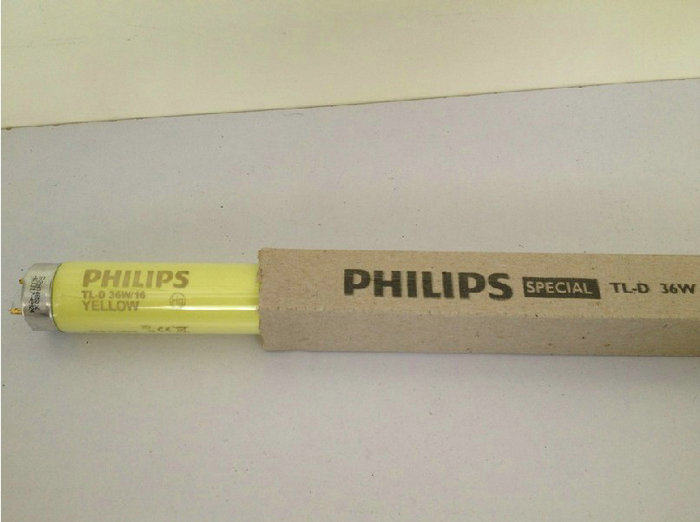 PHILIPS
TL-D 36W/16
YELLOW
PHILIPS SPECIAL TL-D 36W